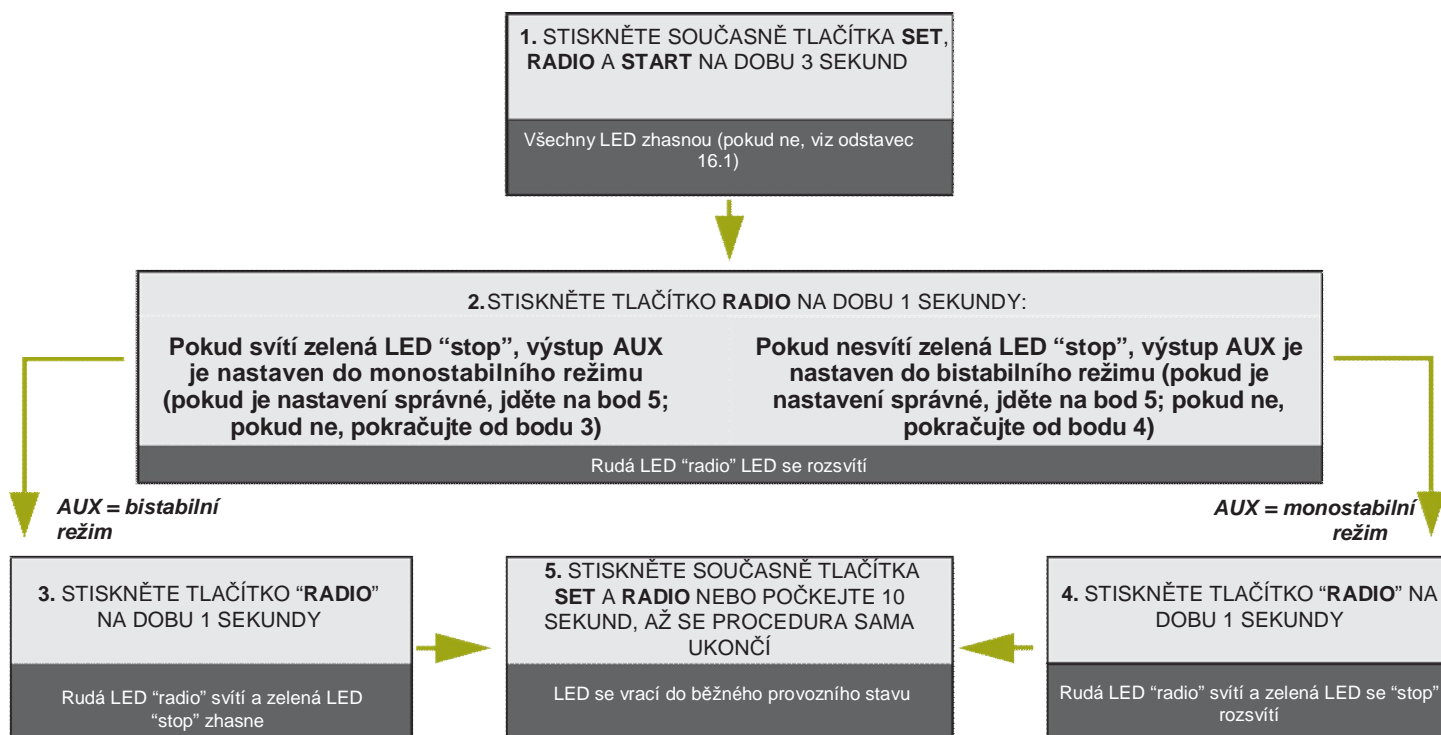 1. STISKNĚTE SOUČASNĚ TLAČÍTKA SET,
RADIO A START NA DOBU 3 SEKUND
Všechny LED zhasnou (pokud ne, viz odstavec
16.1)
2.STISKNĚTE TLAČÍTKO RADIO NA DOBU 1 SEKUNDY:
Pokud svítí zelená LED “stop”, výstup AUX
je nastaven do monostabilního režimu
(pokud je nastavení správné, jděte na bod 5;
pokud ne, pokračujte od bodu 3)
Pokud nesvítí zelená LED “stop”, výstup AUX je
nastaven do bistabilního režimu (pokud je
nastavení správné, jděte na bod 5; pokud ne,
pokračujte od bodu 4)
Rudá LED “radio” LED se rozsvítí
AUX = bistabilní
režim
AUX = monostabilní
režim
3. STISKNĚTE TLAČÍTKO “RADIO”
NA DOBU 1 SEKUNDY
Rudá LED “radio” svítí a zelená LED
“stop” zhasne
5. STISKNĚTE SOUČASNĚ TLAČÍTKA
SET A RADIO NEBO POČKEJTE 10
SEKUND, AŽ SE PROCEDURA SAMA
UKONČÍ
LED se vrací do běžného provozního stavu
4. STISKNĚTE TLAČÍTKO “RADIO” NA
DOBU 1 SEKUNDY
Rudá LED “radio” svítí a zelená LED se “stop”
rozsvítí